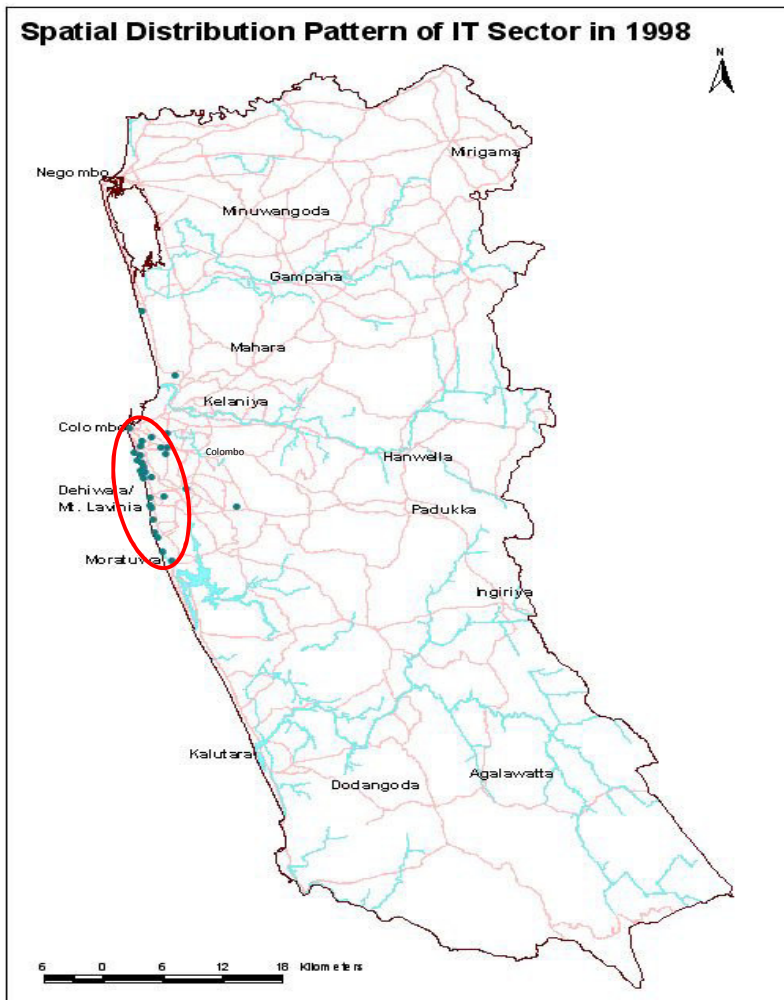 Spatial Distribution Pattern of IT Sector in 1998
N
Mirigama
Negombo
Minuwangoda
Gampaha
Mahara
Kelaniya
Colombo
Colombo
Hanwella
Dehiwala/
Mt. Lavinia
Padukka
Moratuwa
Ingiriya
Kalutara
Agalawatta
Dodangoda
6 0 6 12 18 Kilometers